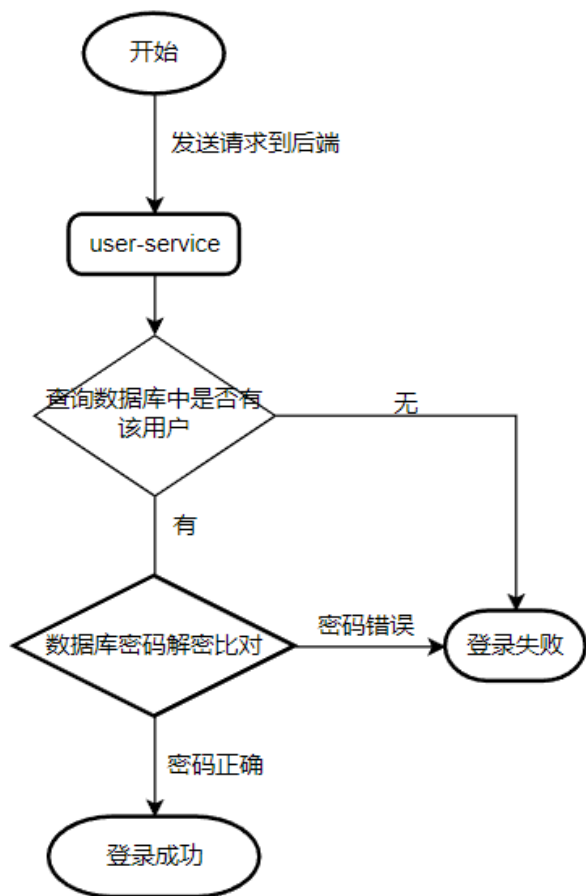 开始
发送请求到后端
user-service
查询数据库中是否有
该用户
无
有
数据库密码解密比对
密码错误
登录失败
密码正确
登录成功